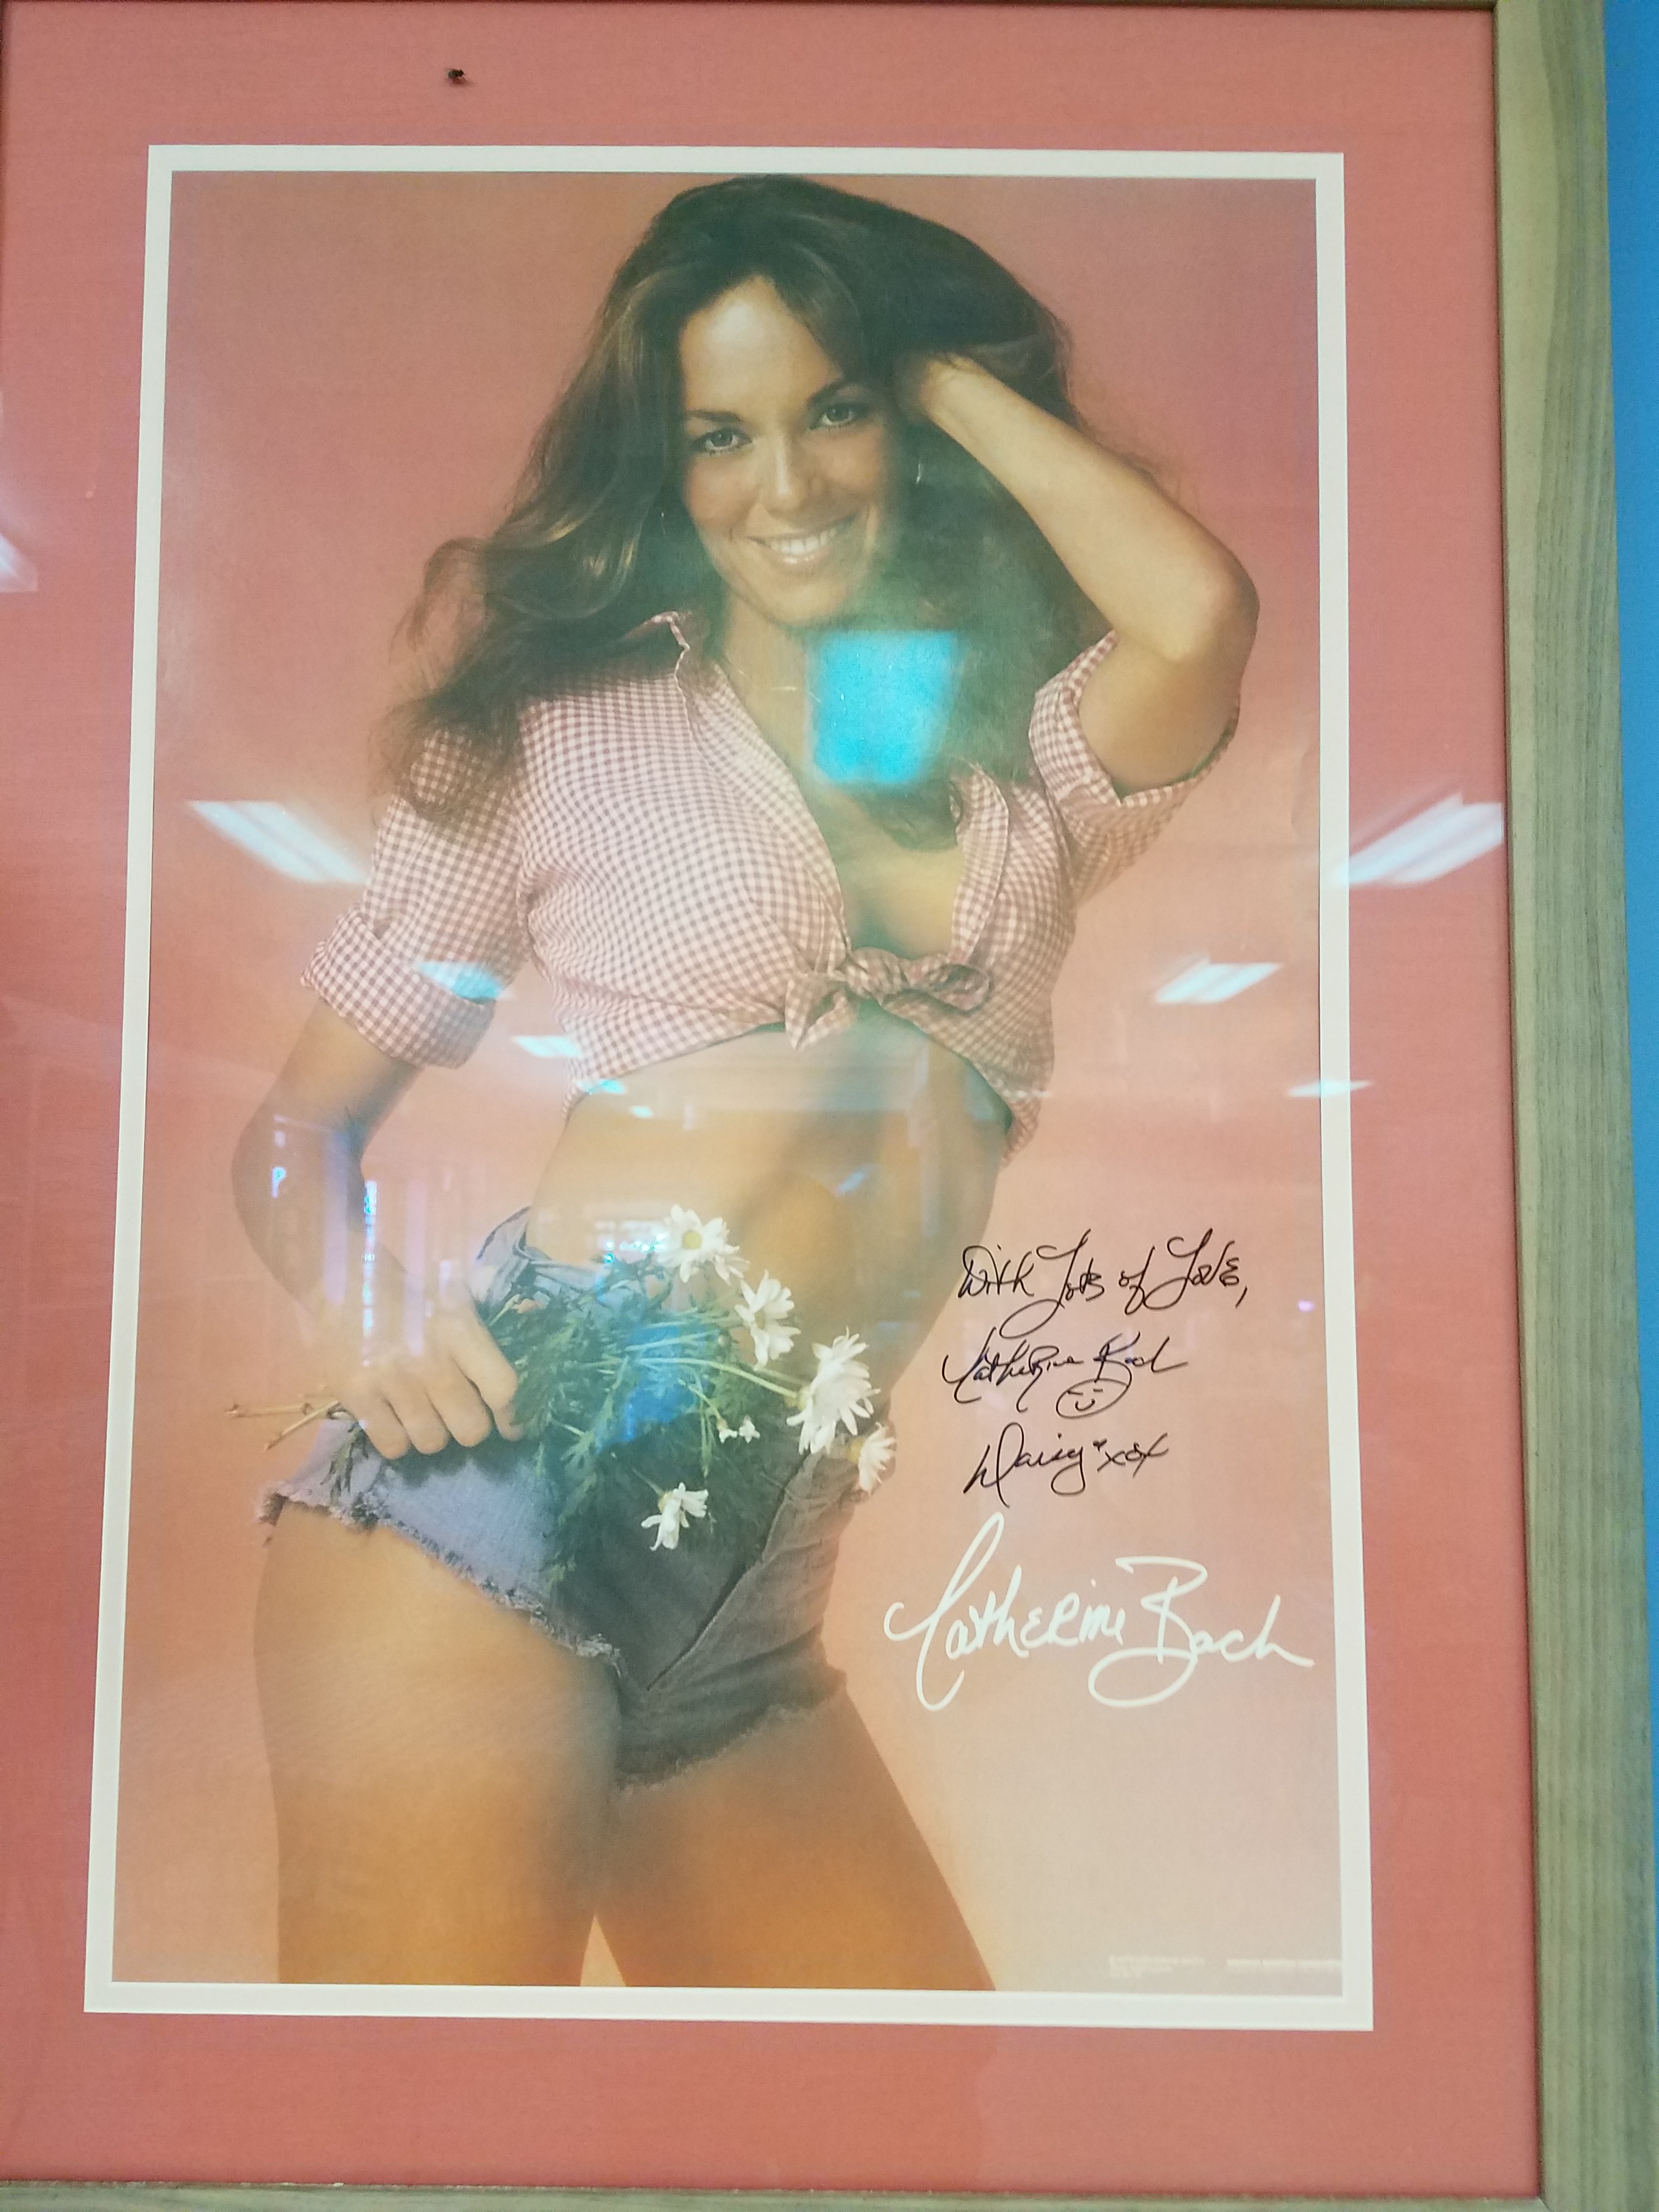 With Lots of Love,
Catherine Bach
Daisy xox
Catherine Bach